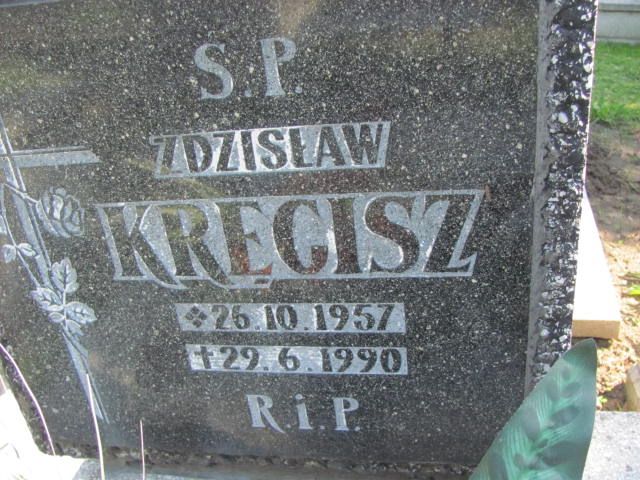 S.P.
ZDZISŁAW
KRĘCISZ
❖26.10.1957
✝29.6.1990
R.i.P.